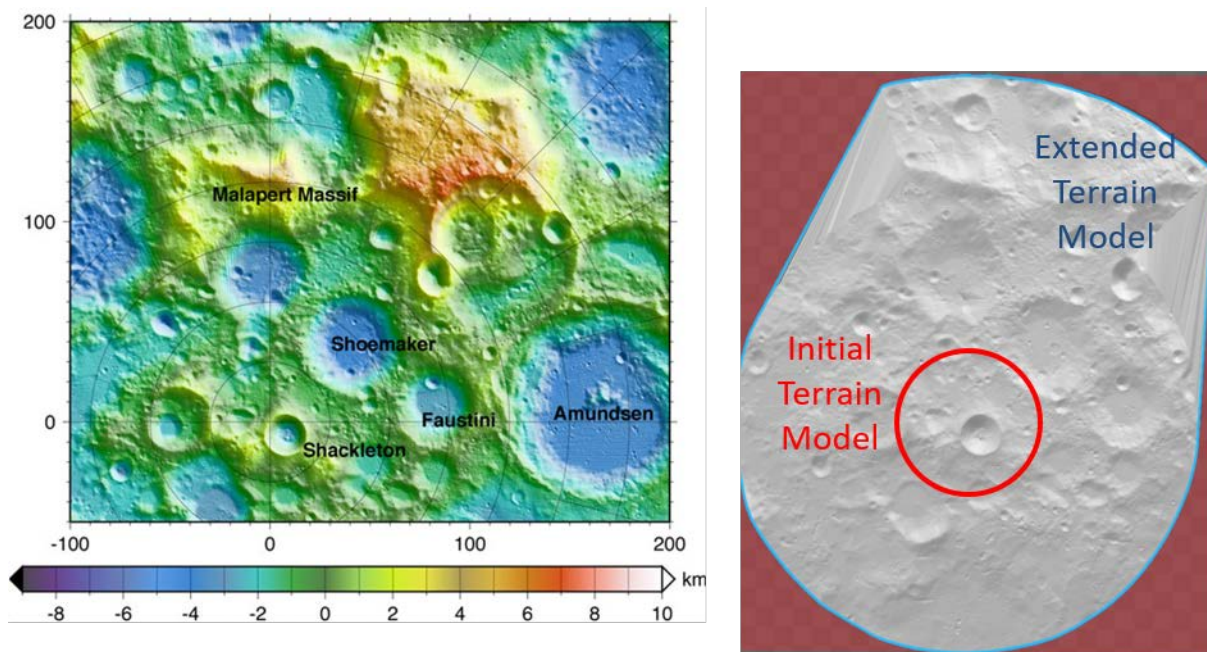 200
Malapert Massif
100
Shoemaker
Faustini
Amundsen
0
Shackleton
-100
0
100
200
km
-8
-6
-4
-2
0
2
4
6
8
10
Extended
Terrain
Model
Initial
Terrain
Model